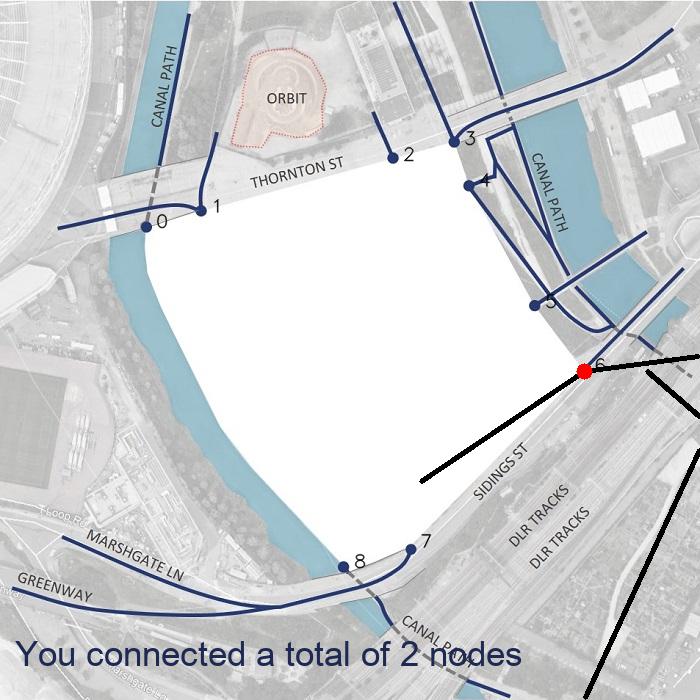 CANAL PATH
ORBIT
3
2
THORNTON ST
4
CANAL PATH
1
0
5
6
SIDINGS ST
DLR TRACKS
DLR TRACKS
7
8
MARSHGATE LN
GREENWAY
CANAL PATH
You connected a total of 2 nodes